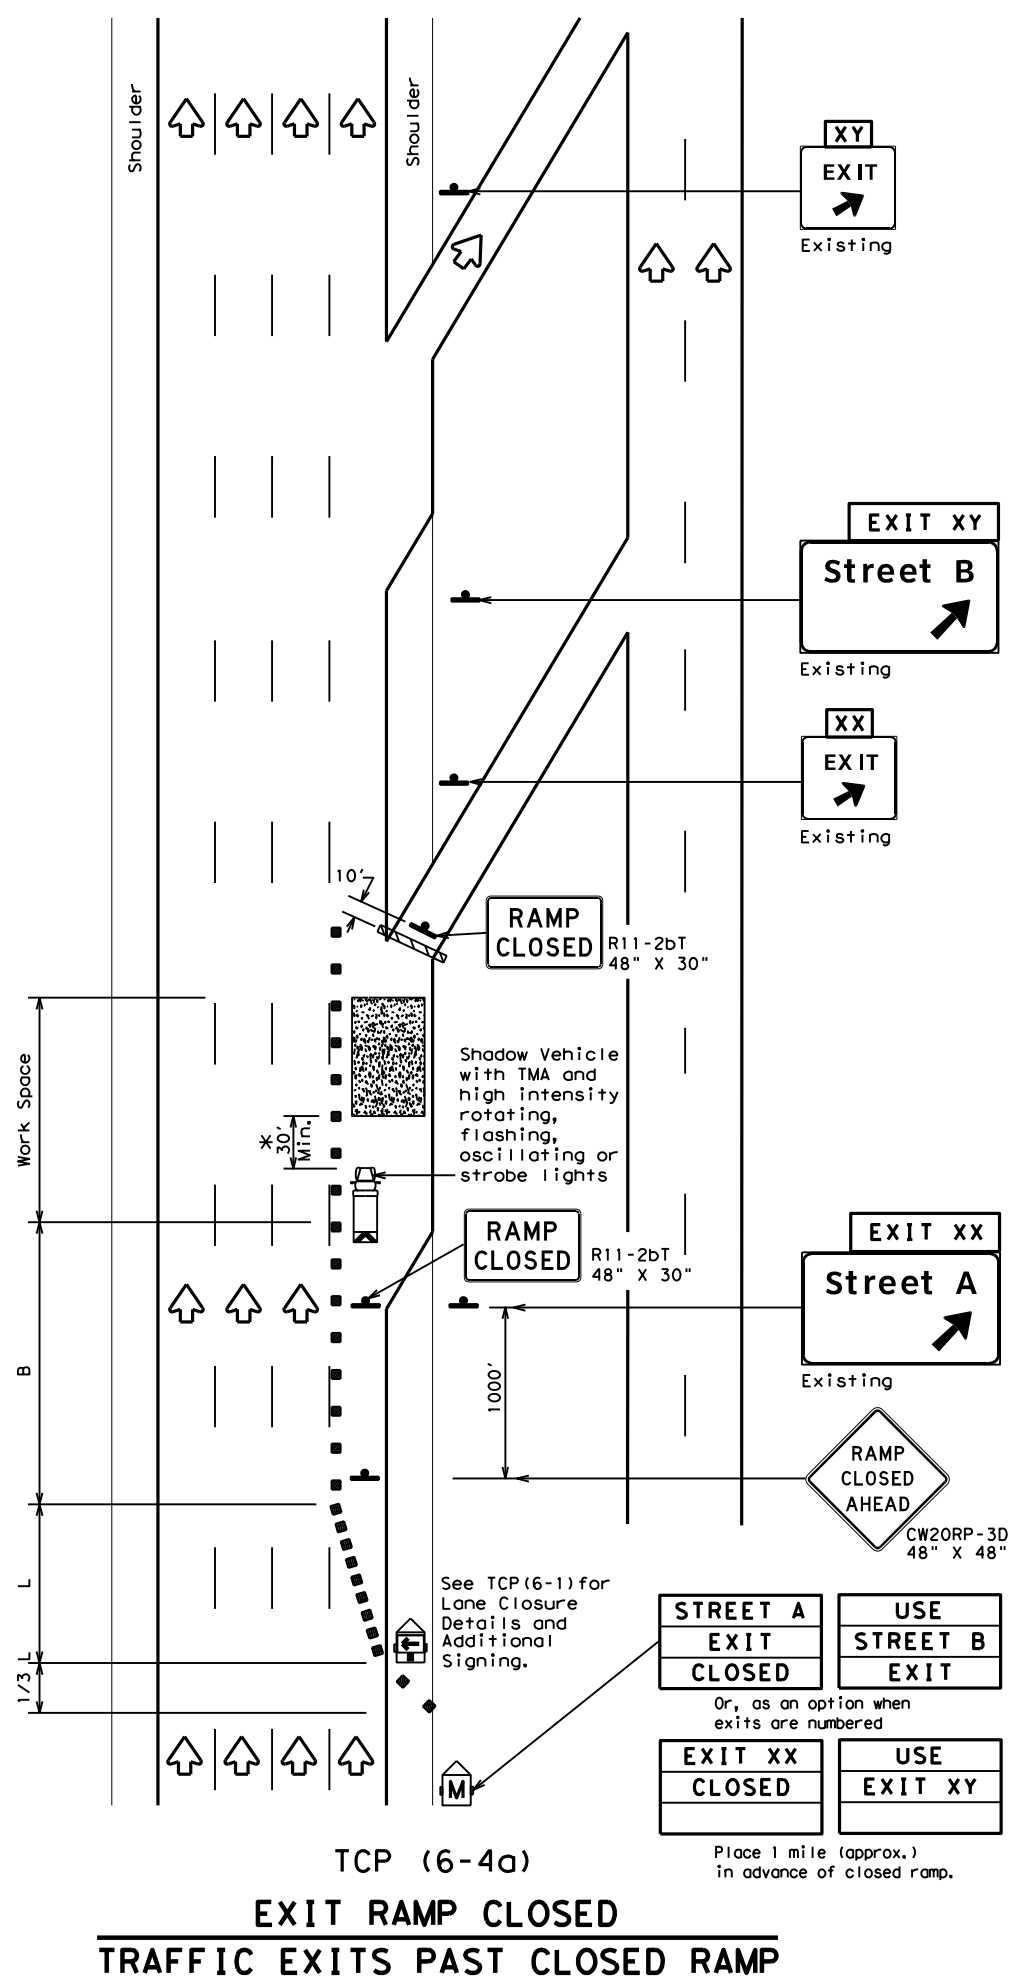 Shoulder
Shoulder
XY
EXIT
Existing
EXIT XY
Street B
Existing
XX
EXIT
Existing
10'
RAMP
CLOSED
R11-2bT
48" X 30"
Work Space
*
30'
Min.
Shadow Vehicle
with TMA and
high intensity
rotating,
flashing,
oscillating or
strobe lights
RAMP
CLOSED
R11-2bT
48" X 30"
EXIT XX
Street A
Existing
B
1000'
RAMP
CLOSED
AHEAD
CW20RP-3D
48" X 48"
L
See TCP(6-1)for
Lane Closure
Details and
Additional
Signing.
1/3 L
STREET A
EXIT
CLOSED
USE
STREET B
EXIT
Or, as an option when
exits are numbered
EXIT XX
CLOSED
USE
EXIT XY
M
Place 1 mile (approx.)
in advance of closed ramp.
TCP (6-4a)
EXIT RAMP CLOSED
TRAFFIC EXITS PAST CLOSED RAMP